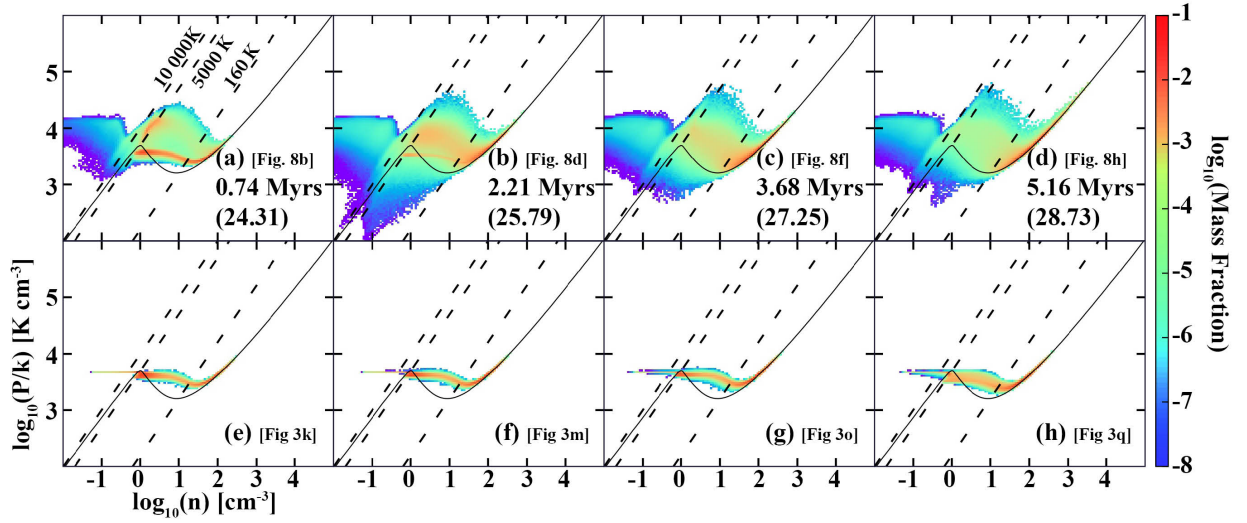 10 000K
5000 K
160 K
5
4
3
log₁₀(P/k) [K cm⁻³]
(a) [Fig. 8b]
0.74 Myrs
(24.31)
(b) [Fig. 8d]
2.21 Myrs
(25.79)
(c) [Fig. 8f]
3.68 Myrs
(27.25)
(d) [Fig. 8h]
5.16 Myrs
(28.73)
5
4
3
(e) [Fig 3k]
(f) [Fig 3m]
(g) [Fig 3o]
(h) [Fig 3q]
-1 0 1 2 3 4
-1 0 1 2 3 4
-1 0 1 2 3 4
-1 0 1 2 3 4
log₁₀(n) [cm⁻³]
-1
-2
-3
-4
-5
-6
-7
-8
log₁₀(Mass Fraction)